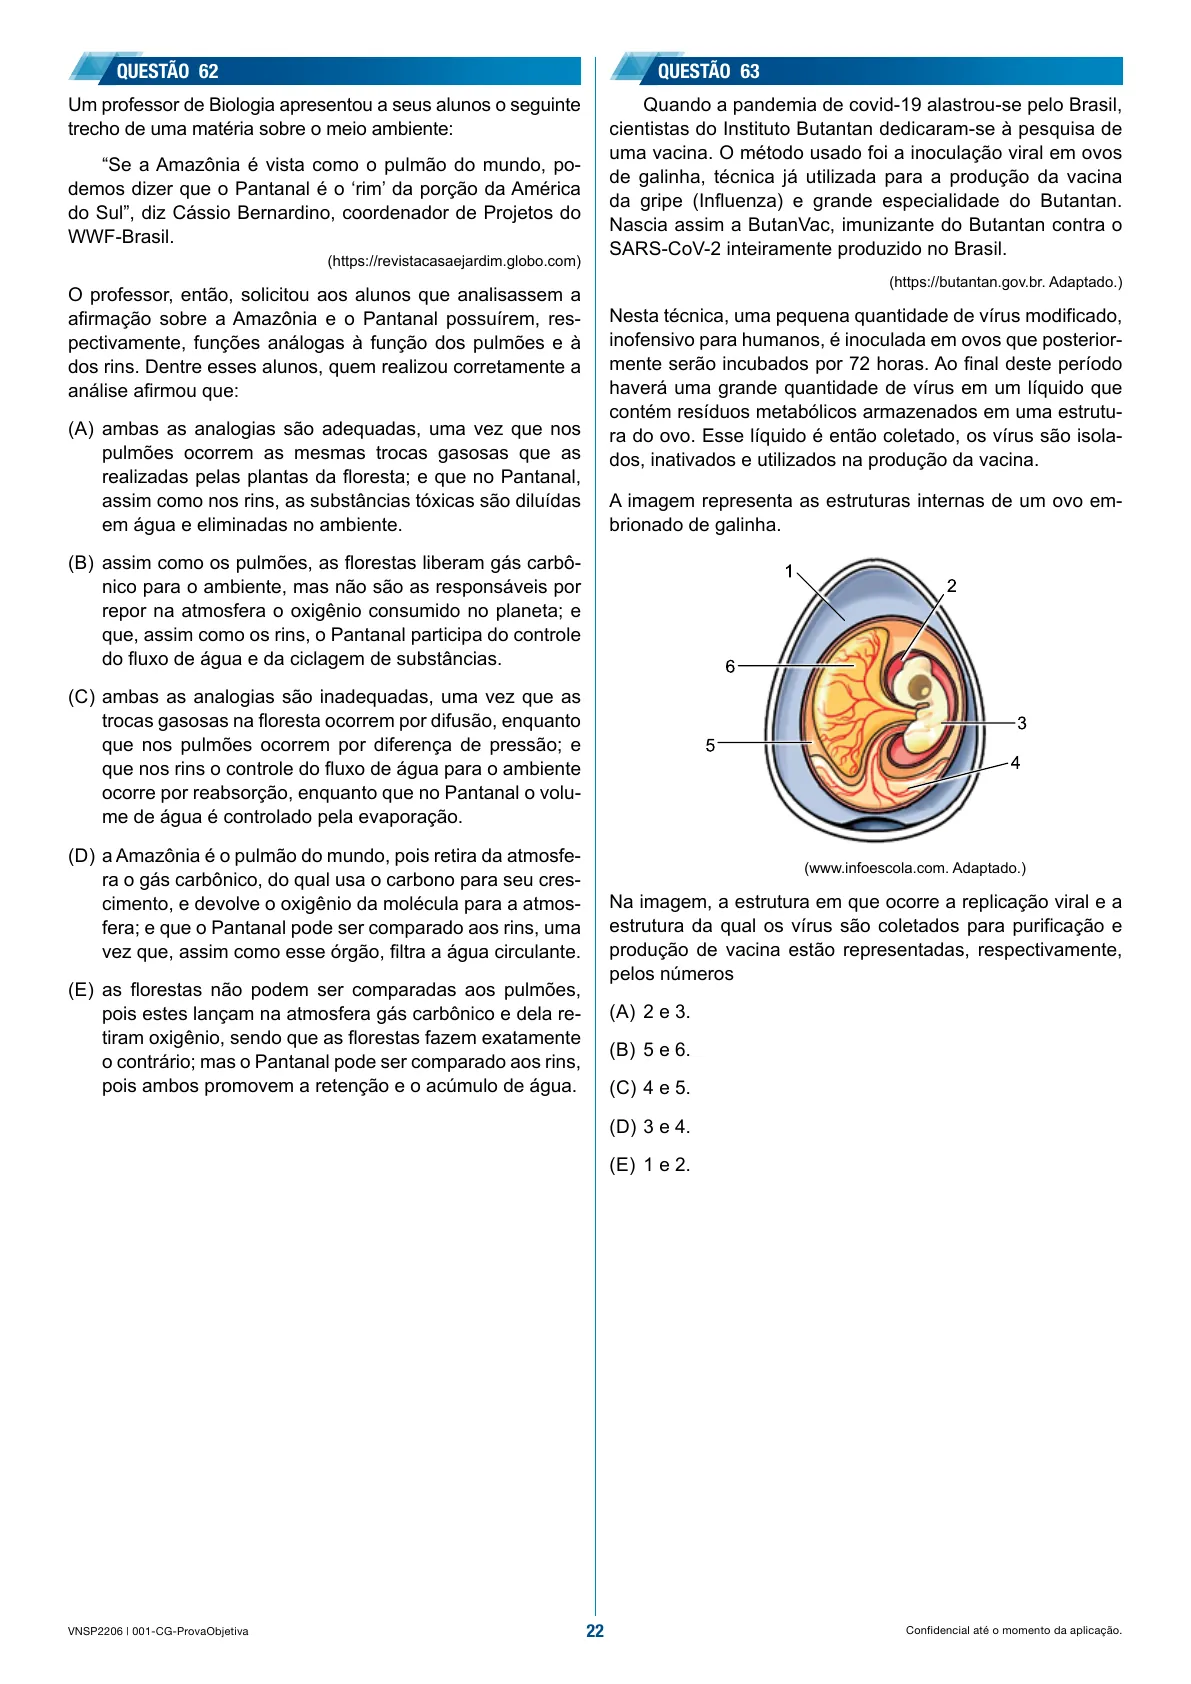 QUESTÃO 62
Um professor de Biologia apresentou a seus alunos o seguinte
trecho de uma matéria sobre o meio ambiente:
“Se a Amazônia é vista como o pulmão do mundo, po-
demos dizer que o Pantanal é o ‘rim’ da porção da América
do Sul”, diz Cássio Bernardino, coordenador de Projetos do
WWF-Brasil.
(https://revistacasaejardim.globo.com)
O professor, então, solicitou aos alunos que analisassem a
afirmação sobre a Amazônia e o Pantanal possuírem, res-
pectivamente, funções análogas à função dos pulmões e à
dos rins. Dentre esses alunos, quem realizou corretamente a
análise afirmou que:
(A) ambas as analogias são adequadas, uma vez que nos
pulmões ocorrem as mesmas trocas gasosas que as
realizadas pelas plantas da floresta; e que no Pantanal,
assim como nos rins, as substâncias tóxicas são diluídas
em água e eliminadas no ambiente.
(B) assim como os pulmões, as florestas liberam gás carbô-
nico para o ambiente, mas não são as responsáveis por
repor na atmosfera o oxigênio consumido no planeta; e
que, assim como os rins, o Pantanal participa do controle
do fluxo de água e da ciclagem de substâncias.
(C) ambas as analogias são inadequadas, uma vez que as
trocas gasosas na floresta ocorrem por difusão, enquanto
que nos pulmões ocorrem por diferença de pressão; e
que nos rins o controle do fluxo de água para o ambiente
ocorre por reabsorção, enquanto que no Pantanal o volu-
me de água é controlado pela evaporação.
(D) a Amazônia é o pulmão do mundo, pois retira da atmosfe-
ra o gás carbônico, do qual usa o carbono para seu cres-
cimento, e devolve o oxigênio da molécula para a atmos-
fera; e que o Pantanal pode ser comparado aos rins, uma
vez que, assim como esse órgão, filtra a água circulante.
(E) as florestas não podem ser comparadas aos pulmões,
pois estes lançam na atmosfera gás carbônico e dela re-
tiram oxigênio, sendo que as florestas fazem exatamente
o contrário; mas o Pantanal pode ser comparado aos rins,
pois ambos promovem a retenção e o acúmulo de água.
QUESTÃO 63
Quando a pandemia de covid-19 alastrou-se pelo Brasil,
cientistas do Instituto Butantan dedicaram-se à pesquisa de
uma vacina. O método usado foi a inoculação viral em ovos
de galinha, técnica já utilizada para a produção da vacina
da gripe (Influenza) e grande especialidade do Butantan.
Nascia assim a ButanVac, imunizante do Butantan contra o
SARS-CoV-2 inteiramente produzido no Brasil.
(https://butantan.gov.br. Adaptado.)
Nesta técnica, uma pequena quantidade de vírus modificado,
inofensivo para humanos, é inoculada em ovos que posterior-
mente serão incubados por 72 horas. Ao final deste período
haverá uma grande quantidade de vírus em um líquido que
contém resíduos metabólicos armazenados em uma estrutu-
ra do ovo. Esse líquido é então coletado, os vírus são isola-
dos, inativados e utilizados na produção da vacina.
A imagem representa as estruturas internas de um ovo em-
brionado de galinha.
1
2
6
3
5
4
(www.infoescola.com. Adaptado.)
Na imagem, a estrutura em que ocorre a replicação viral e a
estrutura da qual os vírus são coletados para purificação e
produção de vacina estão representadas, respectivamente,
pelos números
(A) 2 e 3.
(B) 5 e 6.
(C) 4 e 5.
(D) 3 e 4.
(E) 1 e 2.
VNSP2206 | 001-CG-ProvaObjetiva
22
Confidencial até o momento da aplicação.